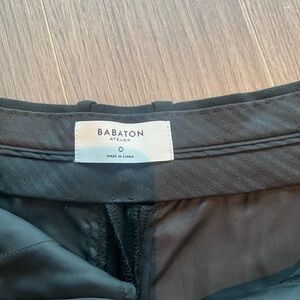 BABATON
ATELIER
0
MADE IN CHINA